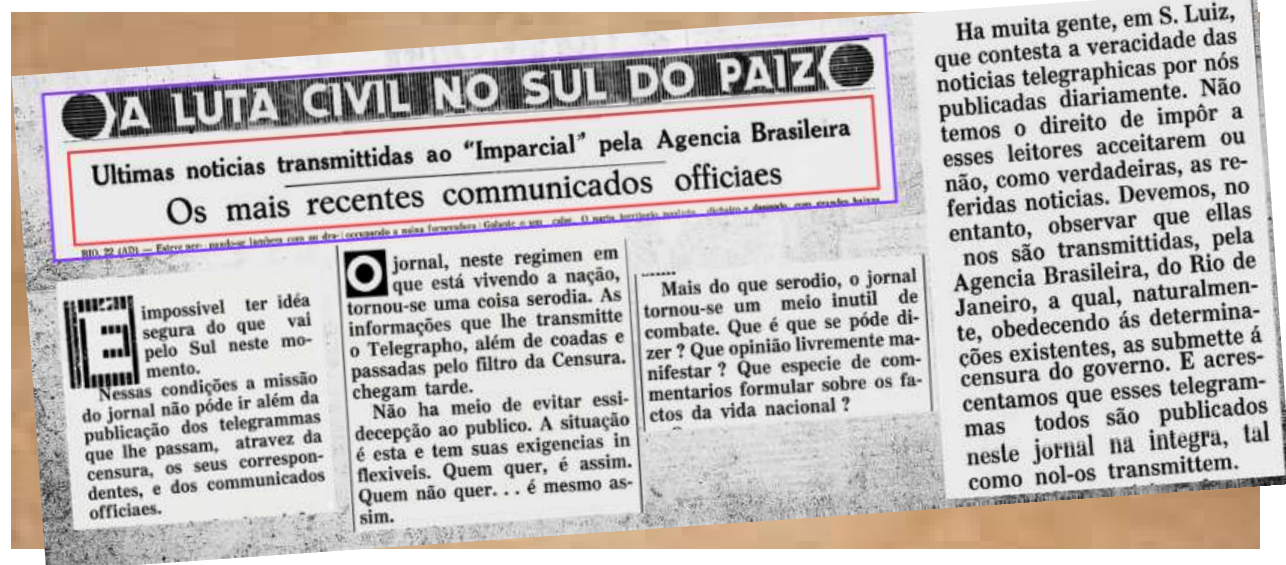 A LUTA CIVIL NO SUL DO PAIZ
Ultimas noticias transmittidas ao "Imparcial" pela Agencia Brasileira
Os mais recentes communicados officiaes
RIO, 22 (AB) — Esteve
É impossivel ter idéa
segura do que vai
pelo Sul neste mo-
mento.
Nessas condições a missão
do jornal não póde ir além da
publicação dos telegrammas
que lhe passam, atravez da
censura, os seus correspon-
dentes, e dos communicados
officiaes.
O jornal, neste regimen em
que está vivendo a nação,
tornou-se uma coisa serodia. As
informações que lhe transmitte
o Telegrapho, além de coadas e
passadas pelo filtro da Censura.
chegam tarde.
Não ha meio de evitar essi-
decepção ao publico. A situação
é esta e tem suas exigencias in
flexiveis. Quem quer, é assim.
Quem não quer. . . é mesmo as-
sim.
Mais do que serodio, o jornal
tornou-se um meio inutil de
combate. Que é que se póde di-
zer ? Que opinião livremente ma-
nifestar ? Que especie de com-
mentarios formular sobre os fa-
ctos da vida nacional ?
Ha muita gente, em S. Luiz,
que contesta a veracidade das
noticias telegraphicas por nós
publicadas diariamente. Não
temos o direito de impôr a
esses leitores acceitarem ou
não, como verdadeiras, as re-
feridas noticias. Devemos, no
entanto, observar que ellas
nos são transmittidas, pela
Agencia Brasileira, do Rio de
Janeiro, a qual, naturalmen-
te, obedecendo ás determina-
ções existentes, as submette á
censura do governo. E acres-
centamos que esses telegram-
mas todos são publicados
neste jornal na integra, tal
como nol-os transmittem.